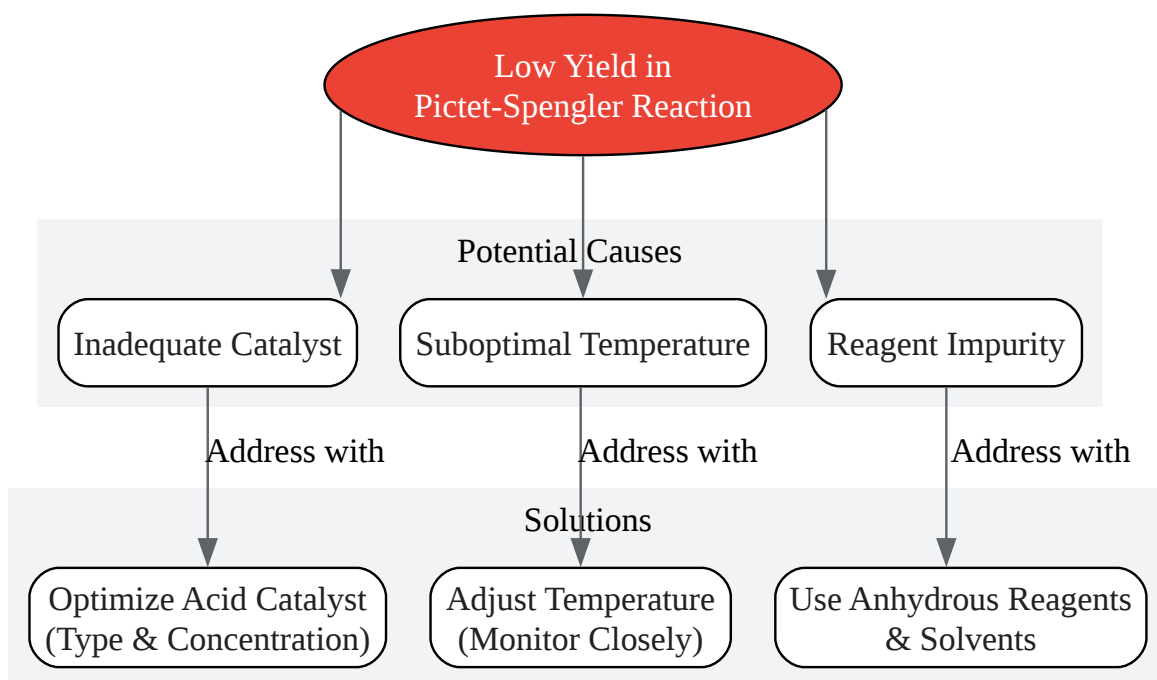 Low Yield in
Pictet-Spengler Reaction
Potential Causes
Inadequate Catalyst
Suboptimal Temperature
Reagent Impurity
Address with
Address with
Address with
Solutions
Optimize Acid Catalyst
(Type & Concentration)
Adjust Temperature
(Monitor Closely)
Use Anhydrous Reagents
& Solvents